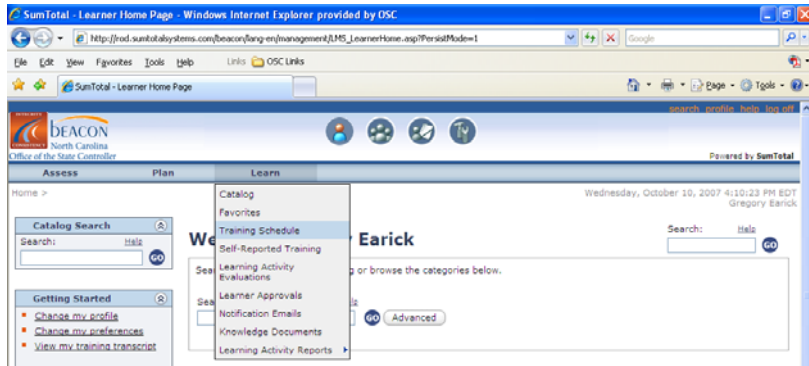 SumTotal - Learner Home Page - Windows Internet Explorer provided by OSC
http://rod.sumtotalsystems.com/beacon/lang-en/management/LMS_LearnerHome.asp?PersistMode=1
Google
File Edit View Favorites Tools Help Links OSC Links
SumTotal - Learner Home Page
Page Tools
search profile help log off
INTEGRITY
BEACON
CONSISTENCY North Carolina
Office of the State Controller
Powered by SumTotal
Assess Plan Learn
Home >
Wednesday, October 10, 2007 4:10:23 PM EDT
Gregory Earick
Catalog Search
Search: Help
GO
Getting Started
Change my profile
Change my preferences
View my training transcript
Catalog
Favorites
Training Schedule
Self-Reported Training
Learning Activity
Evaluations
Learner Approvals
Notification Emails
Knowledge Documents
Learning Activity Reports
We Earick
Search: Help
GO
Sea g or browse the categories below.
Sea
GO Advanced